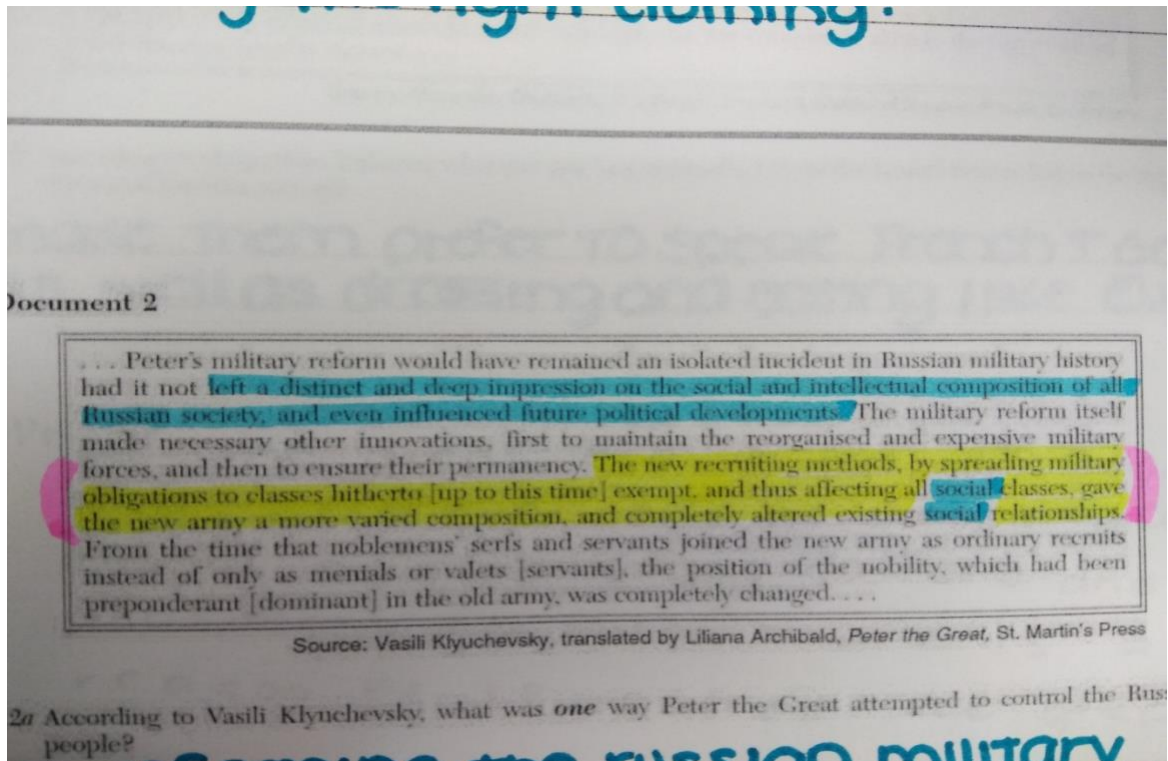 the right clothing?
Document 2
. . . Peter's military reform would have remained an isolated incident in Russian military history
had it not left a distinct and deep impression on the social and intellectual composition of all
Russian society, and even influenced future political developments. The military reform itself
made necessary other innovations, first to maintain the reorganised and expensive military
forces, and then to ensure their permanency. The new recruiting methods, by spreading military
obligations to classes hitherto [up to this time] exempt, and thus affecting all social classes, gave
the new army a more varied composition, and completely altered existing social relationships.
From the time that noblemens' serfs and servants joined the new army as ordinary recruits
instead of only as menials or valets [servants], the position of the nobility, which had been
preponderant [dominant] in the old army, was completely changed. . . .
Source: Vasili Klyuchevsky, translated by Liliana Archibald, Peter the Great, St. Martin's Press
2a According to Vasili Klyuchevsky, what was one way Peter the Great attempted to control the Russ
people?
the russian military